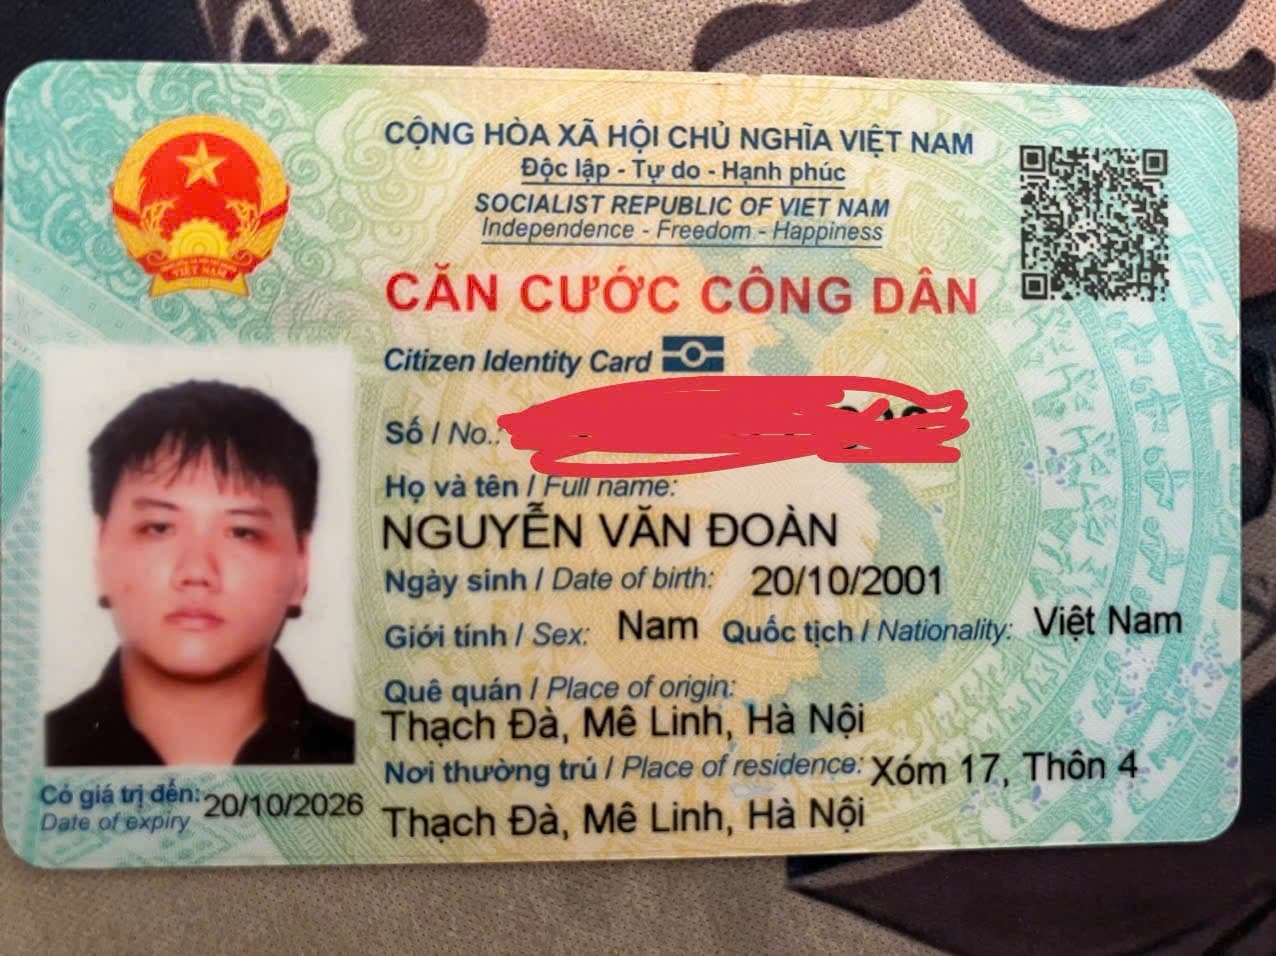 CỘNG HÒA XÃ HỘI CHỦ NGHĨA VIỆT NAM
Độc lập - Tự do - Hạnh phúc
SOCIALIST REPUBLIC OF VIET NAM
Independence - Freedom - Happiness
CĂN CƯỚC CÔNG DÂN
Citizen Identity Card
Số / No.:
Họ và tên / Full name:
NGUYỄN VĂN ĐOÀN
Ngày sinh / Date of birth: 20/10/2001
Giới tính / Sex: Nam Quốc tịch / Nationality: Việt Nam
Quê quán / Place of origin:
Thạch Đà, Mê Linh, Hà Nội
Nơi thường trú / Place of residence: Xóm 17, Thôn 4
Thạch Đà, Mê Linh, Hà Nội
Có giá trị đến: 20/10/2026
Date of expiry
VIỆT NAM